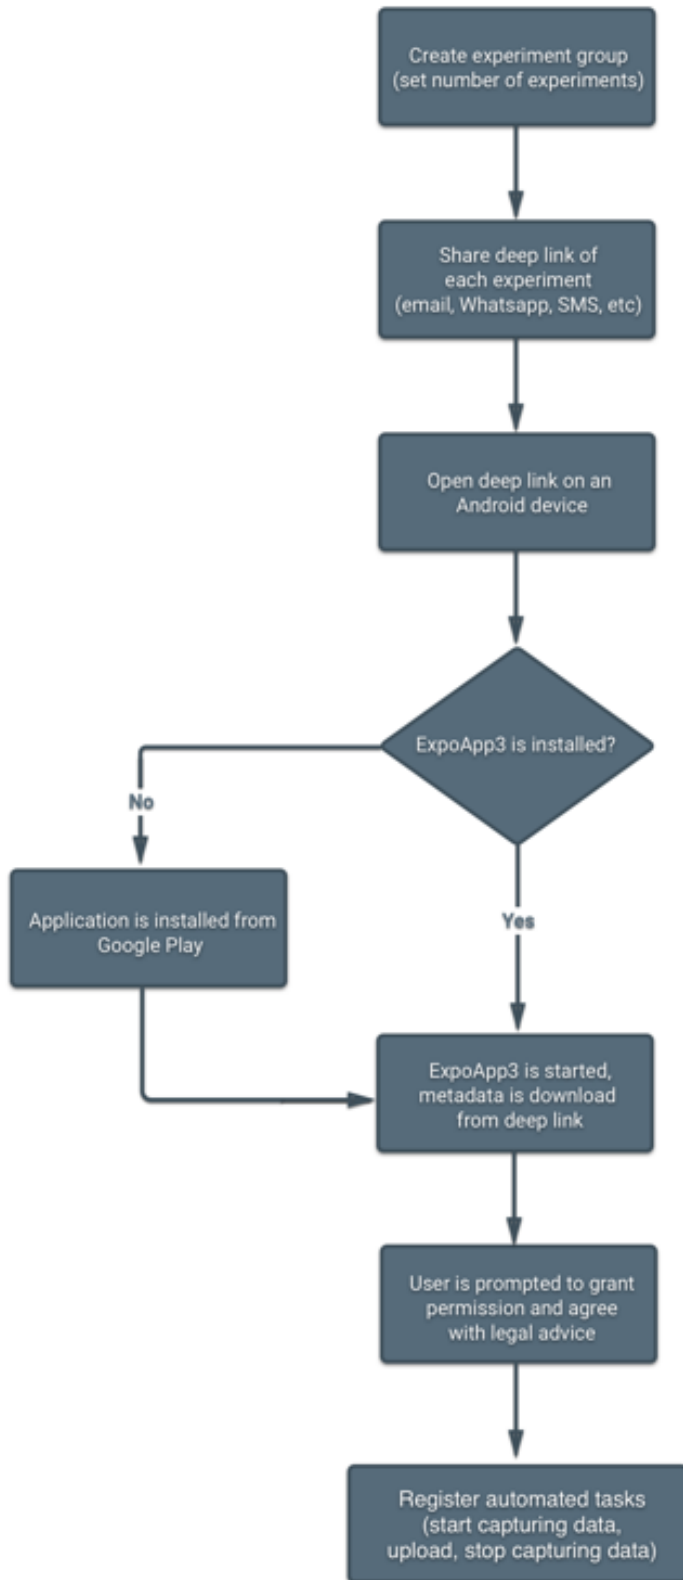 Create experiment group
(set number of experiments)
Share deep link of
each experiment
(email, Whatsapp, SMS, etc)
Open deep link on an
Android device
ExpoApp3 is installed?
No
Application is installed from
Google Play
Yes
ExpoApp3 is started,
metadata is download
from deep link
User is prompted to grant
permission and agree
with legal advice
Register automated tasks
(start capturing data,
upload, stop capturing data)